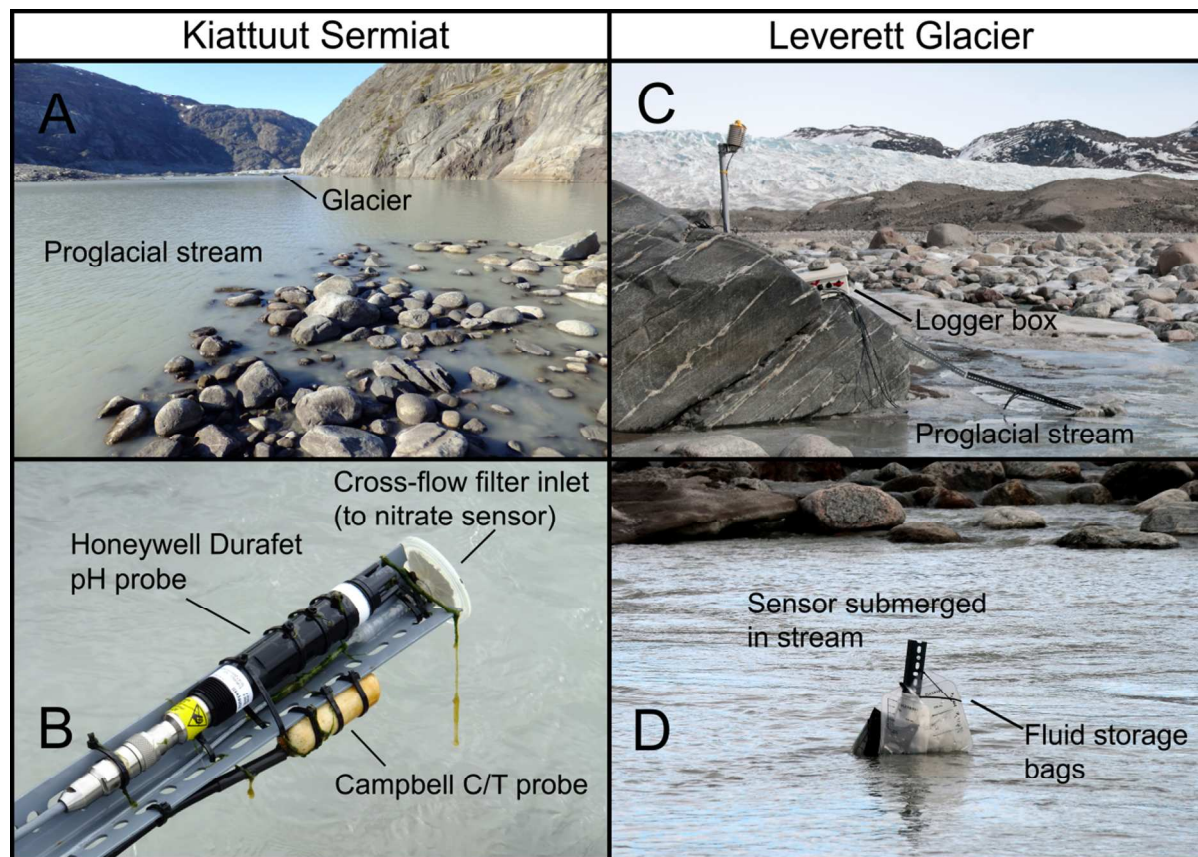 Kiattuut Sermiat
Leverett Glacier
A
Glacier
Proglacial stream
C
Logger box
Proglacial stream
Cross-flow filter inlet
(to nitrate sensor)
Honeywell Durafet
pH probe
B
Campbell C/T probe
Sensor submerged
in stream
D
Fluid storage
bags